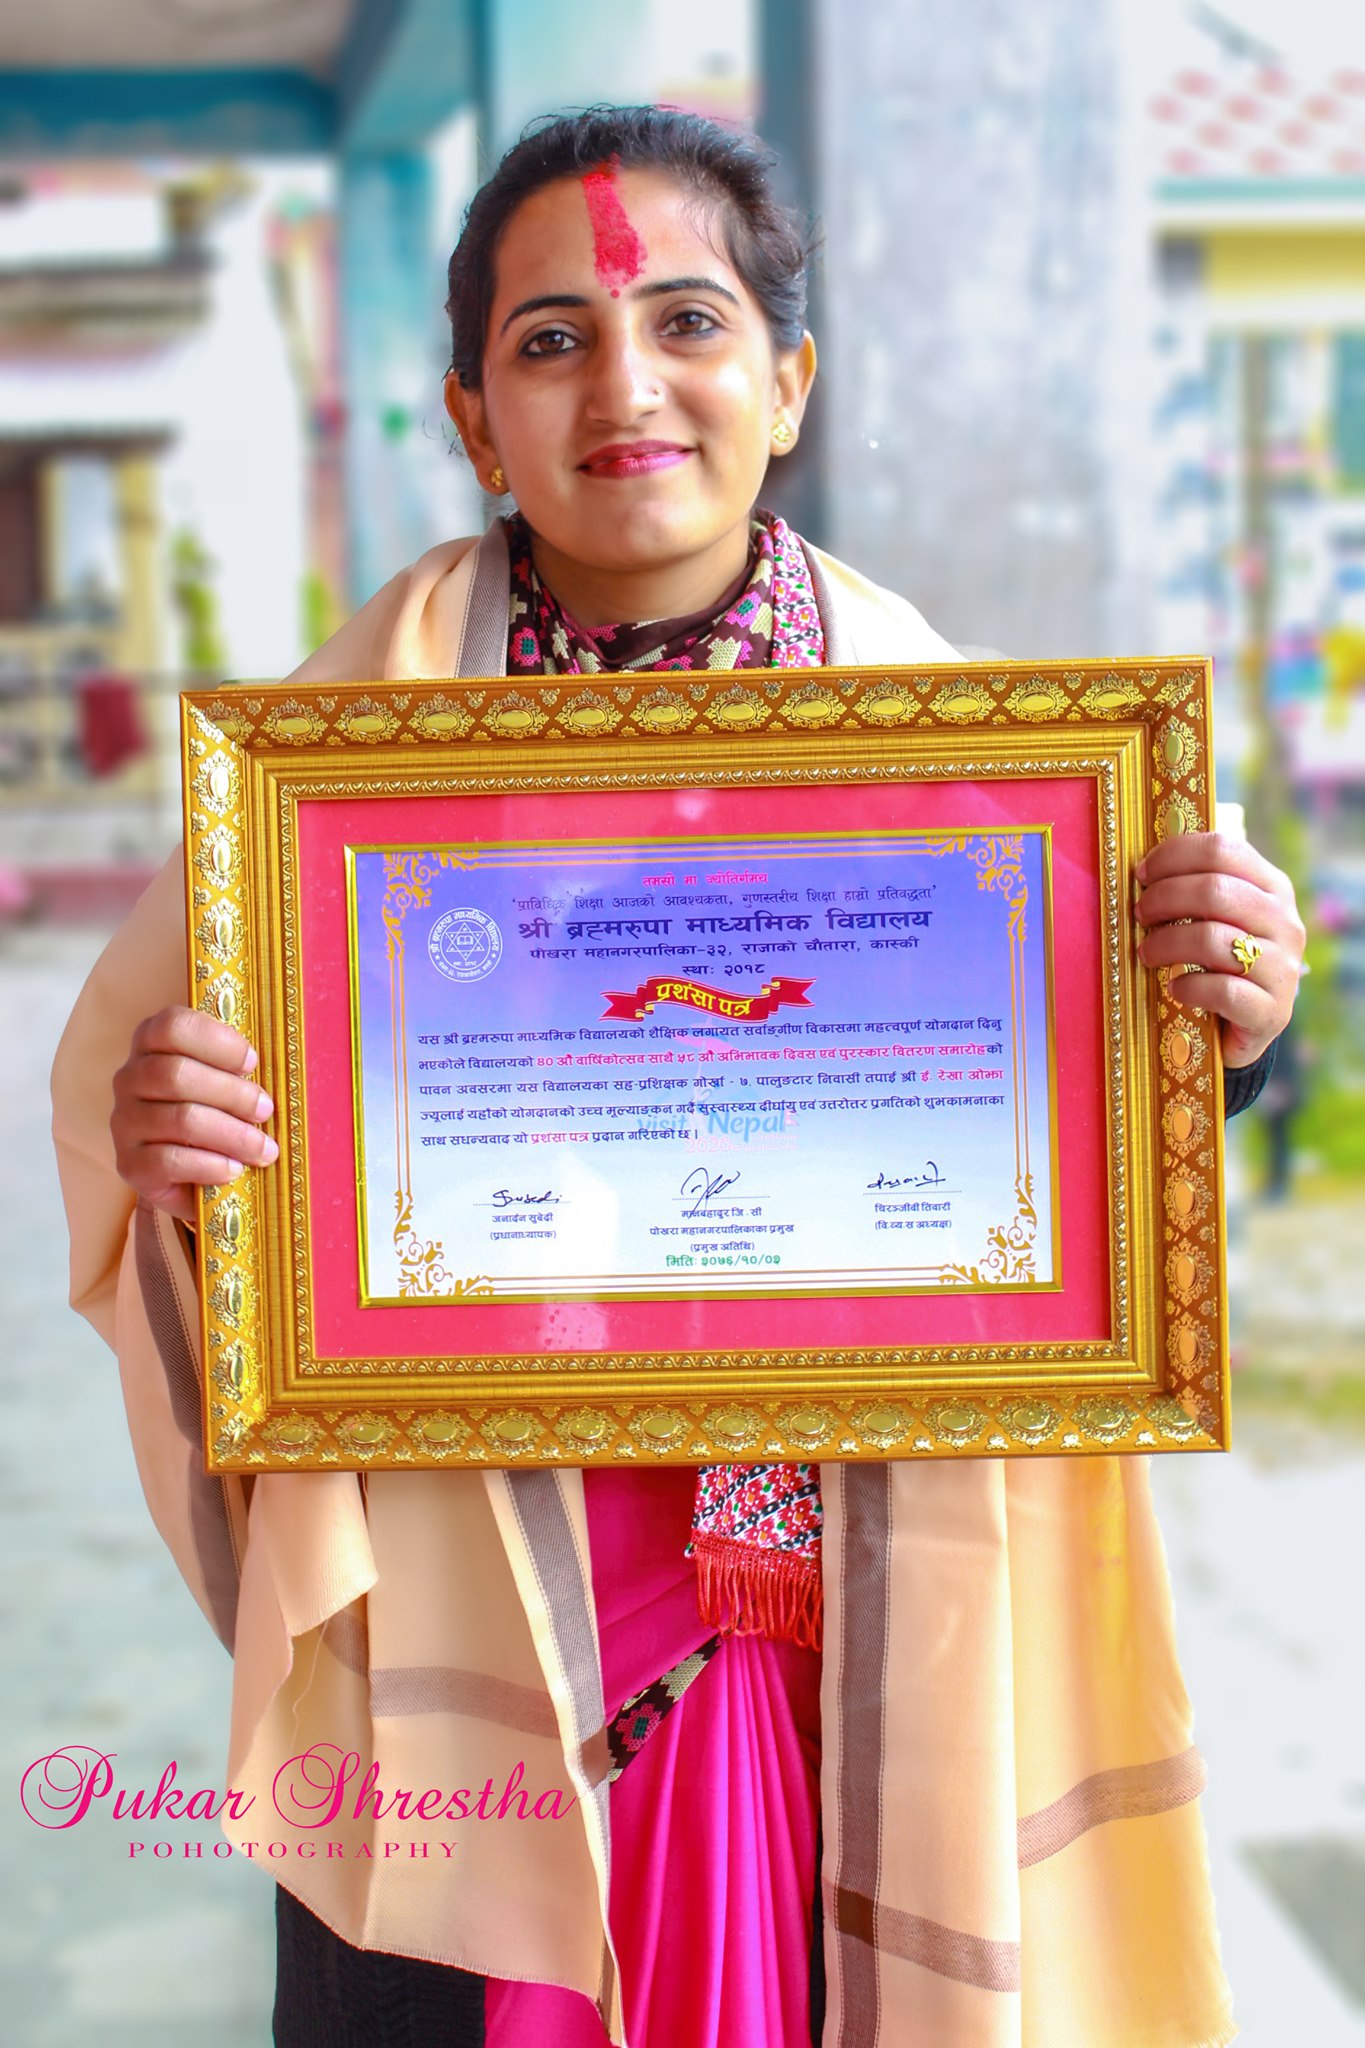 तमसो मा ज्योतिर्गमय
'प्राविधिक शिक्षा आजको आवश्यकता, गुणस्तरीय शिक्षा हाम्रो प्रतिवद्धता'
श्री ब्रह्मरुपा माध्यमिक विद्यालय
पोखरा महानगरपालिका-३२, राजाको चौतारा, कास्की
स्था: २०१८
प्रशंसा पत्र
यस श्री ब्रह्मरुपा माध्यमिक विद्यालयको शैक्षिक लगायत सर्वाङ्गीण विकासमा महत्वपूर्ण योगदान दिनु
भएकोले विद्यालयको ४० औं वार्षिकोत्सव साथै ५८ औं अभिभावक दिवस एवं पुरस्कार वितरण समारोहको
पावन अवसरमा यस विद्यालयका सह-प्रशिक्षक गोर्खा - ७, पालुङटार निवासी तपाई श्री ई. रेखा ओझा
ज्यूलाई यहाँको योगदानको उच्च मूल्याङ्कन गर्दै सुस्वास्थ्य दीर्घायु एवं उत्तरोत्तर प्रगतिको शुभकामनाका
साथ सधन्यवाद यो प्रशंसा पत्र प्रदान गरिएको छ ।
visit Nepal
2020
जनार्दन सुबेदी
(प्रधानाध्यापक)
मानबहादुर जि.सी
पोखरा महानगरपालिकाका प्रमुख
(प्रमुख अतिथि)
चिरञ्जीवी तिवारी
(वि.व्य.स अध्यक्ष)
मिति: २०७६/१०/०२
Pukar Shrestha
POHOTOGRAPHY